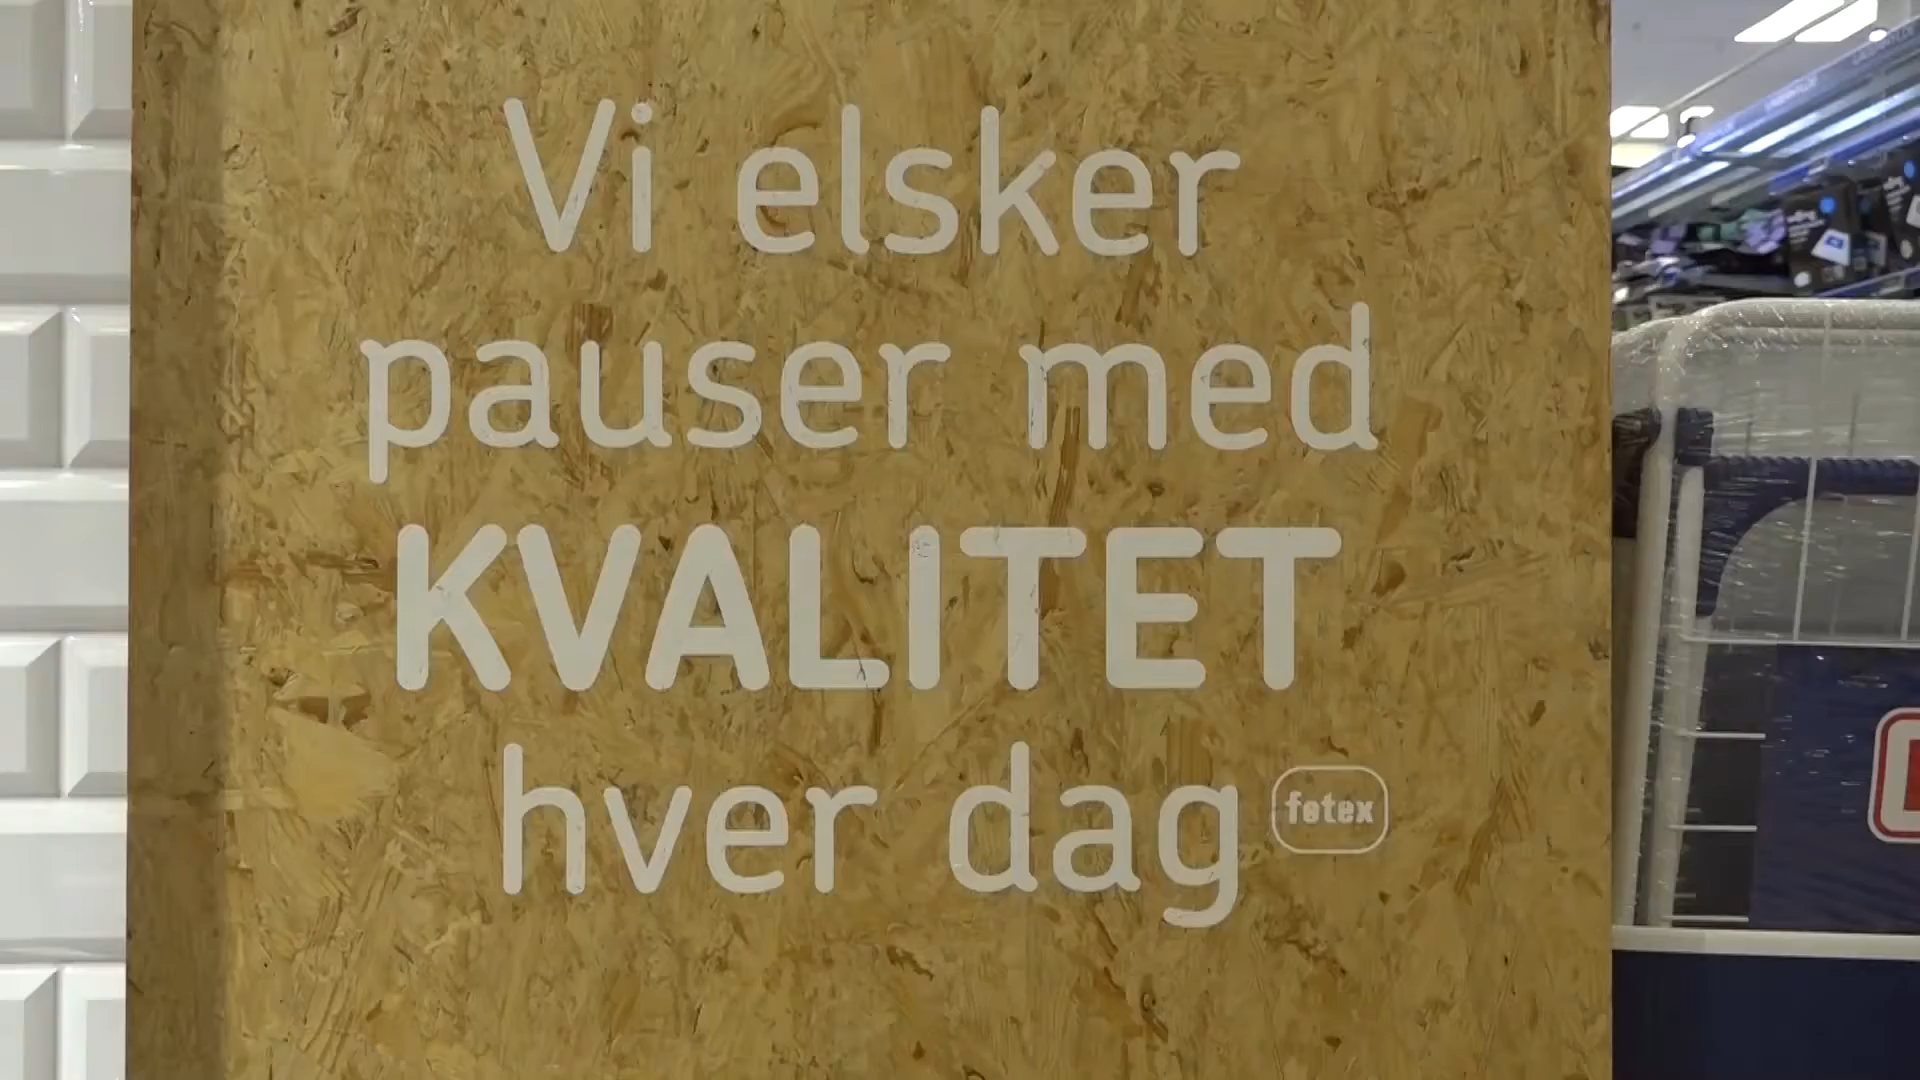 Vi elsker
pauser med
KVALITET
hver dag
føtex